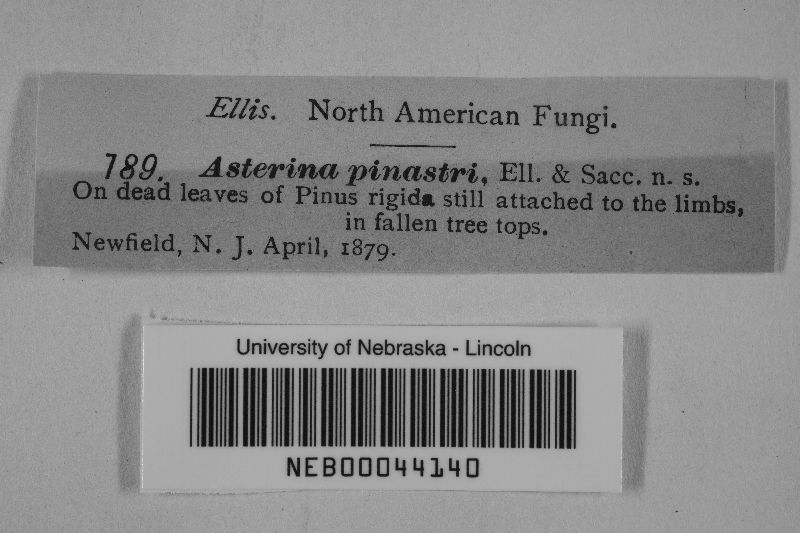 Ellis. North American Fungi.
789. Asterina pinastri, Ell. & Sacc. n. s.
On dead leaves of Pinus rigida still attached to the limbs,
in fallen tree tops.
Newfield, N. J. April, 1879.
University of Nebraska - Lincoln
NEB00044140